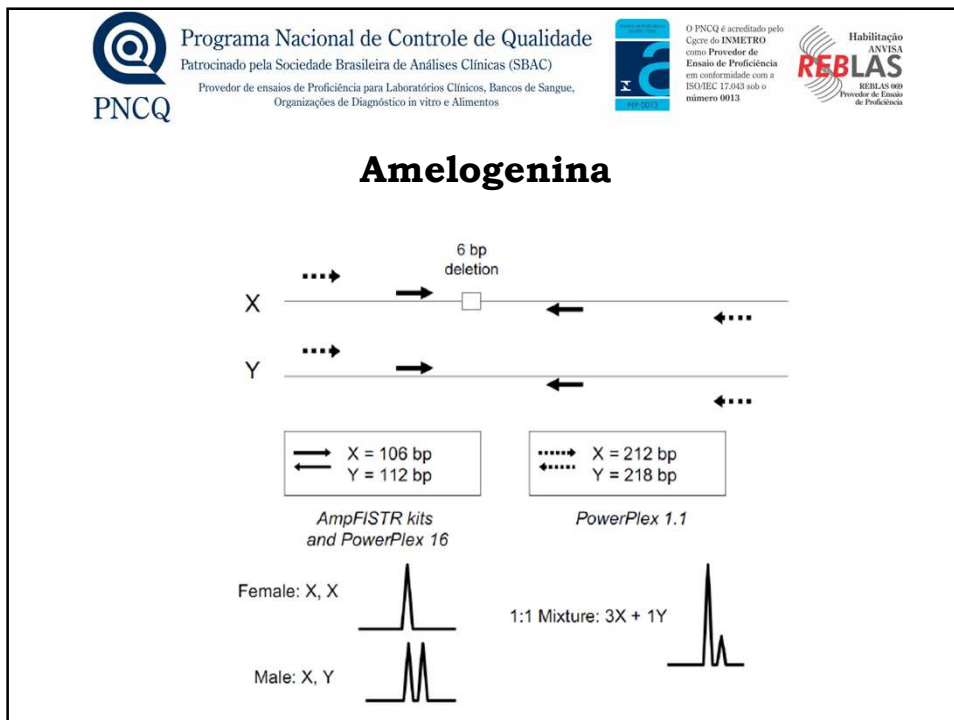 PNCQ
Programa Nacional de Controle de Qualidade
Patrocinado pela Sociedade Brasileira de Análises Clínicas (SBAC)
Provedor de ensaios de Proficiência para Laboratórios Clínicos, Bancos de Sangue,
Organizações de Diagnóstico in vitro e Alimentos
PEP 0013
O PNCQ é acreditado pelo
Cgcre do INMETRO
como Provedor de
Ensaio de Proficiência
em conformidade com a
ISO/IEC 17.043 sob o
número 0013
Habilitação
ANVISA
REBLAS
REBLAS 069
Provedor de Ensaio
de Proficiência
Amelogenina
6 bp
deletion
X
Y
X = 106 bp
Y = 112 bp
X = 212 bp
Y = 218 bp
AmpFISTR kits
and PowerPlex 16
PowerPlex 1.1
Female: X, X
1:1 Mixture: 3X + 1Y
Male: X, Y